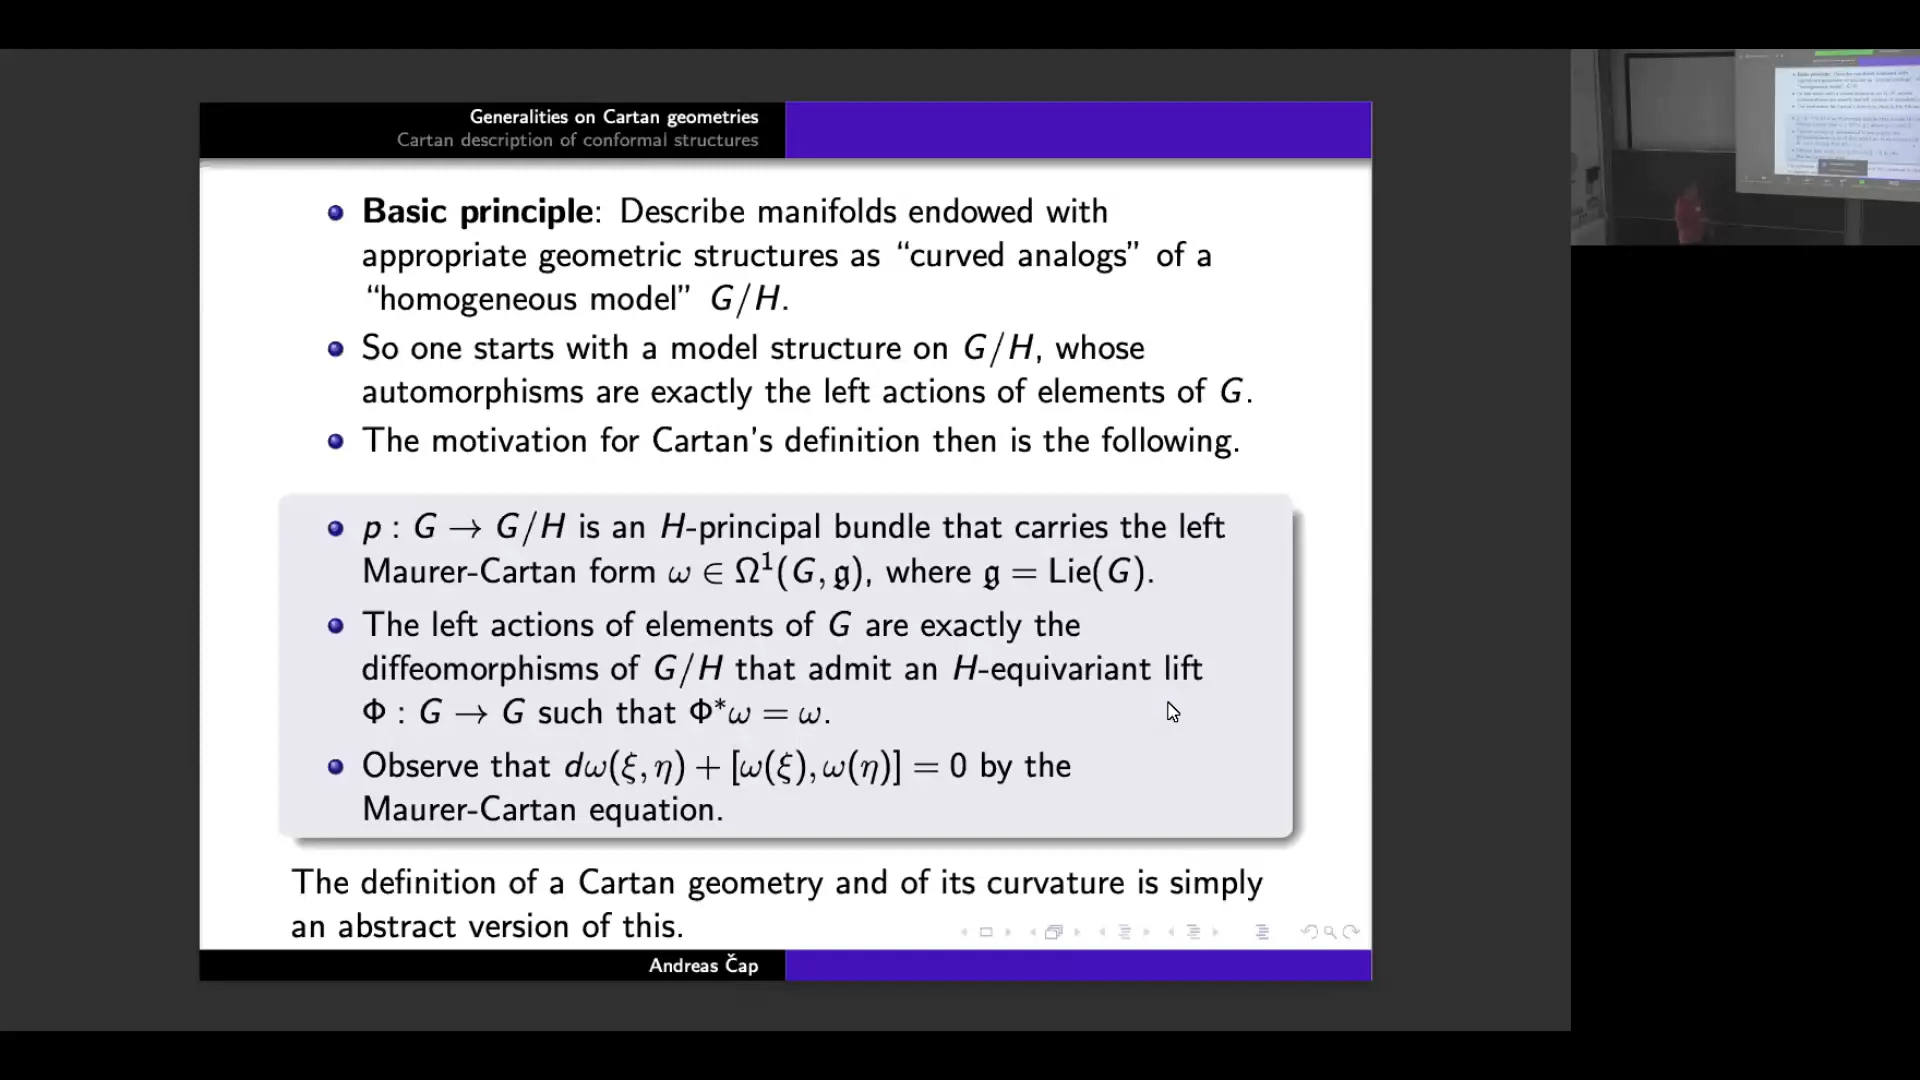 Generalities on Cartan geometries
Cartan description of conformal structures
Basic principle: Describe manifolds endowed with
appropriate geometric structures as “curved analogs” of a
“homogeneous model” G/H.
So one starts with a model structure on G/H, whose
automorphisms are exactly the left actions of elements of G.
The motivation for Cartan's definition then is the following.
p : G → G/H is an H-principal bundle that carries the left
Maurer-Cartan form ω ∈ Ω¹(G, 𝔤), where 𝔤 = Lie(G).
The left actions of elements of G are exactly the
diffeomorphisms of G/H that admit an H-equivariant lift
Φ : G → G such that Φ*ω = ω.
Observe that dω(ξ, η) + [ω(ξ), ω(η)] = 0 by the
Maurer-Cartan equation.
The definition of a Cartan geometry and of its curvature is simply
an abstract version of this.
Andreas Čap